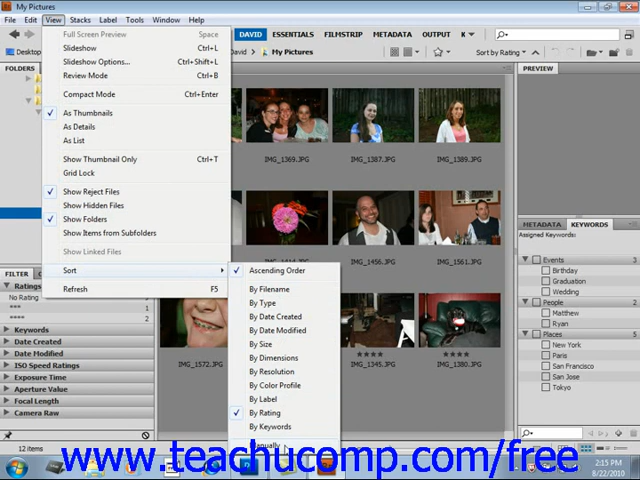 File Edit View Stacks Label Tools Window Help
DAVID ESSENTIALS FILMSTRIP METADATA OUTPUT
Desktop David My Pictures Sort by Rating
FOLDERS
PREVIEW
Full Screen Preview Space
Slideshow Ctrl+L
Slideshow Options... Ctrl+Shift+L
Review Mode Ctrl+B
Compact Mode Ctrl+Enter
As Thumbnails
As Details
As List
Show Thumbnail Only Ctrl+T
Grid Lock
Show Reject Files
Show Hidden Files
Show Folders
Show Items from Subfolders
Show Linked Files
Sort
Refresh F5
Ascending Order
By Filename
By Type
By Date Created
By Date Modified
By Size
By Dimensions
By Resolution
By Color Profile
By Label
By Rating
By Keywords
IMG_1369.JPG IMG_1387.JPG IMG_1389.JPG
IMG_1414.JPG IMG_1456.JPG IMG_1561.JPG
IMG_1572.JPG IMG_1345.JPG IMG_1380.JPG
FILTER
Ratings
No Rating 9
*** 1
**** 2
Keywords
Date Created
Date Modified
ISO Speed Ratings
Exposure Time
Aperture Value
Focal Length
Camera Raw
12 items
METADATA KEYWORDS
Assigned Keywords:
Events
Birthday
Graduation
Wedding
People
Matthew
Ryan
Places
New York
Paris
San Francisco
San Jose
Tokyo
www.teachucomp.com/free
2:15 PM
8/22/2010